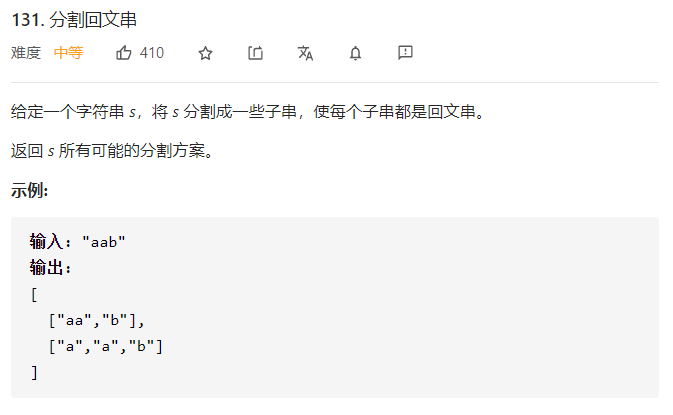 131. 分割回文串
难度 中等 410
给定一个字符串 s，将 s 分割成一些子串，使每个子串都是回文串。
返回 s 所有可能的分割方案。
示例:
输入: "aab"
输出:
[
  ["aa","b"],
  ["a","a","b"]
]